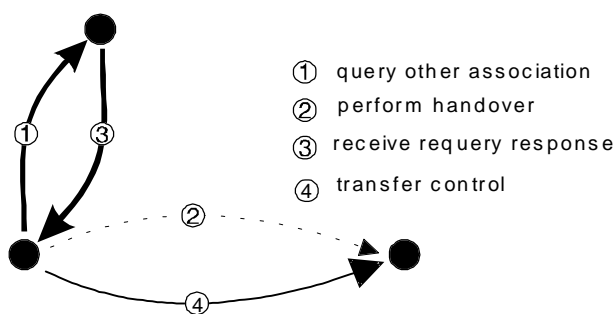 ① query other association
② perform handover
③ receive requery response
④ transfer control
①
③
②
④